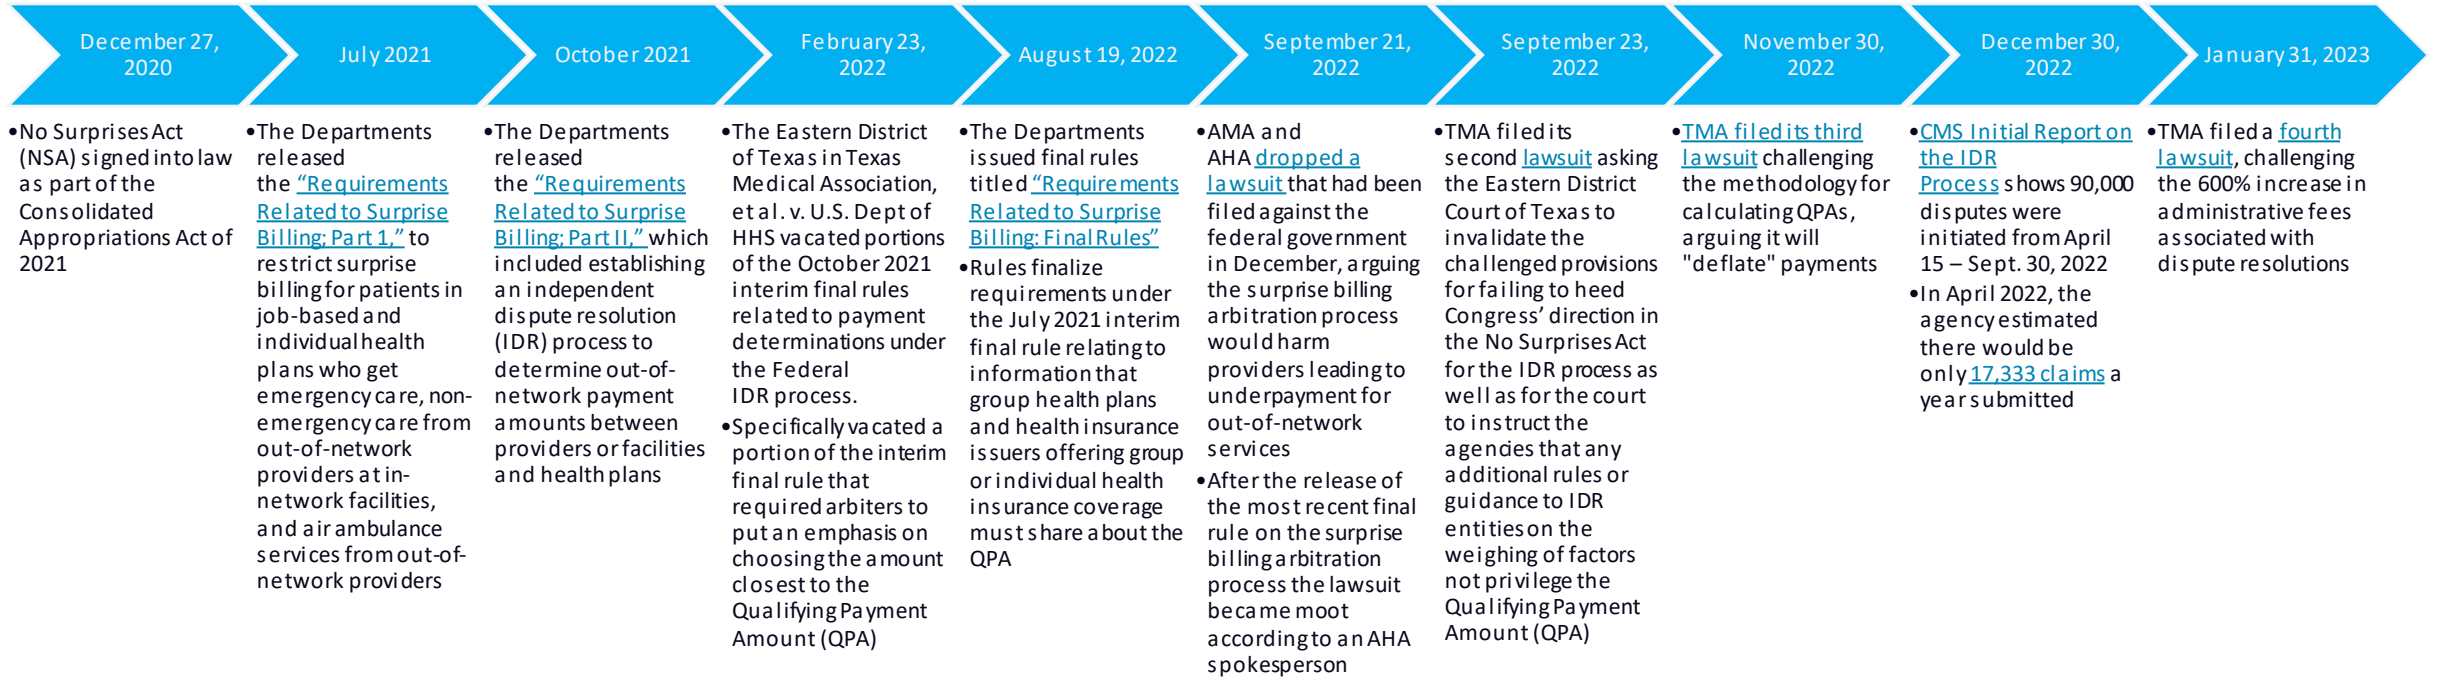 December 27,
2020
July 2021
October 2021
February 23,
2022
August 19, 2022
September 21,
2022
September 23,
2022
November 30,
2022
December 30,
2022
January 31, 2023
•No Surprises Act
(NSA) signed into law
as part of the
Consolidated
Appropriations Act of
2021
•The Departments
released
the “Requirements
Related to Surprise
Billing; Part 1,” to
restrict surprise
billing for patients in
job-based and
individual health
plans who get
emergency care, non-
emergency care from
out-of-network
providers at in-
network facilities,
and air ambulance
services from out-of-
network providers
•The Departments
released
the “Requirements
Related to Surprise
Billing; Part II,” which
included establishing
an independent
dispute resolution
(IDR) process to
determine out-of-
network payment
amounts between
providers or facilities
and health plans
•The Eastern District
of Texas in Texas
Medical Association,
et al. v. U.S. Dept of
HHS vacated portions
of the October 2021
interim final rules
related to payment
determinations under
the Federal
IDR process.
•Specifically vacated a
portion of the interim
final rule that
required arbiters to
put an emphasis on
choosing the amount
closest to the
Qualifying Payment
Amount (QPA)
•The Departments
issued final rules
titled “Requirements
Related to Surprise
Billing: Final Rules”
•Rules finalize
requirements under
the July 2021 interim
final rule relating to
information that
group health plans
and health insurance
issuers offering group
or individual health
insurance coverage
must share about the
QPA
•AMA and
AHA dropped a
lawsuit that had been
filed against the
federal government
in December, arguing
the surprise billing
arbitration process
would harm
providers leading to
underpayment for
out-of-network
services
•After the release of
the most recent final
rule on the surprise
billing arbitration
process the lawsuit
became moot
according to an AHA
spokesperson
•TMA filed its
second lawsuit asking
the Eastern District
Court of Texas to
invalidate the
challenged provisions
for failing to heed
Congress’ direction in
the No Surprises Act
for the IDR process as
well as for the court
to instruct the
agencies that any
additional rules or
guidance to IDR
entities on the
weighing of factors
not privilege the
Qualifying Payment
Amount (QPA)
•TMA filed its third
lawsuit challenging
the methodology for
calculating QPAs,
arguing it will
"deflate" payments
•CMS Initial Report on
the IDR
Process shows 90,000
disputes were
initiated from April
15 – Sept. 30, 2022
•In April 2022, the
agency estimated
there would be
only 17,333 claims a
year submitted
•TMA filed a fourth
lawsuit, challenging
the 600% increase in
administrative fees
associated with
dispute resolutions